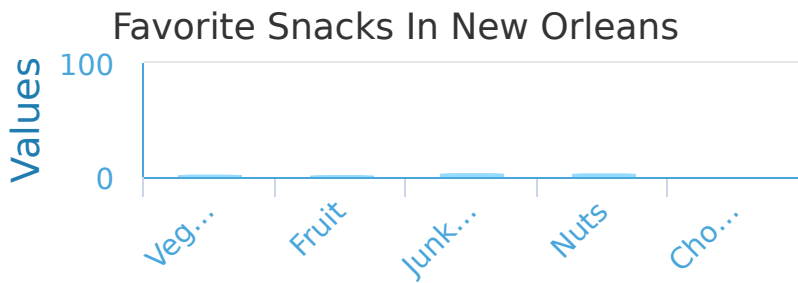 Favorite Snacks In New Orleans
Values
100
0
Veg...
Fruit
Junk...
Nuts
Cho...